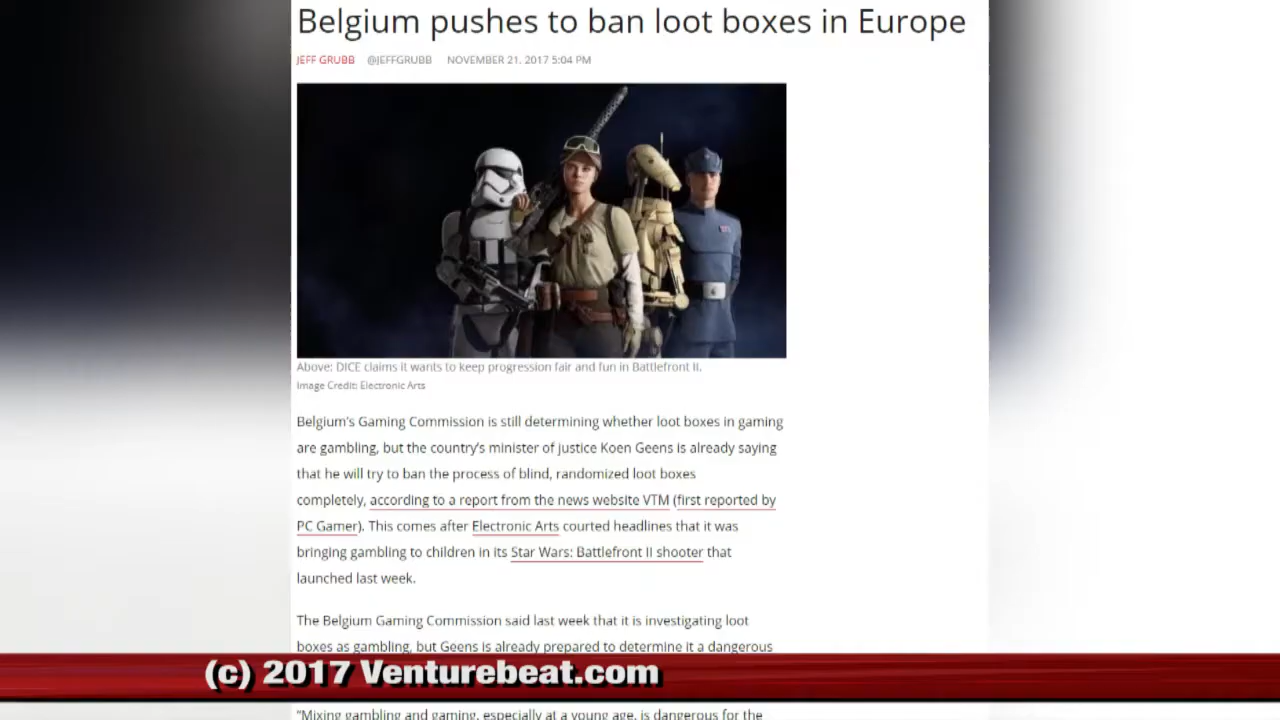 Belgium pushes to ban loot boxes in Europe
JEFF GRUBB @JEFFGRUBB NOVEMBER 21, 2017 5:04 PM
Above: DICE claims it wants to keep progression fair and fun in Battlefront II.
Image Credit: Electronic Arts
Belgium's Gaming Commission is still determining whether loot boxes in gaming
are gambling, but the country's minister of justice Koen Geens is already saying
that he will try to ban the process of blind, randomized loot boxes
completely, according to a report from the news website VTM (first reported by
PC Gamer). This comes after Electronic Arts courted headlines that it was
bringing gambling to children in its Star Wars: Battlefront II shooter that
launched last week.
The Belgium Gaming Commission said last week that it is investigating loot
boxes as gambling, but Geens is already prepared to determine it a dangerous
(c) 2017 Venturebeat.com
"Mixing gambling and gaming, especially at a young age, is dangerous for the